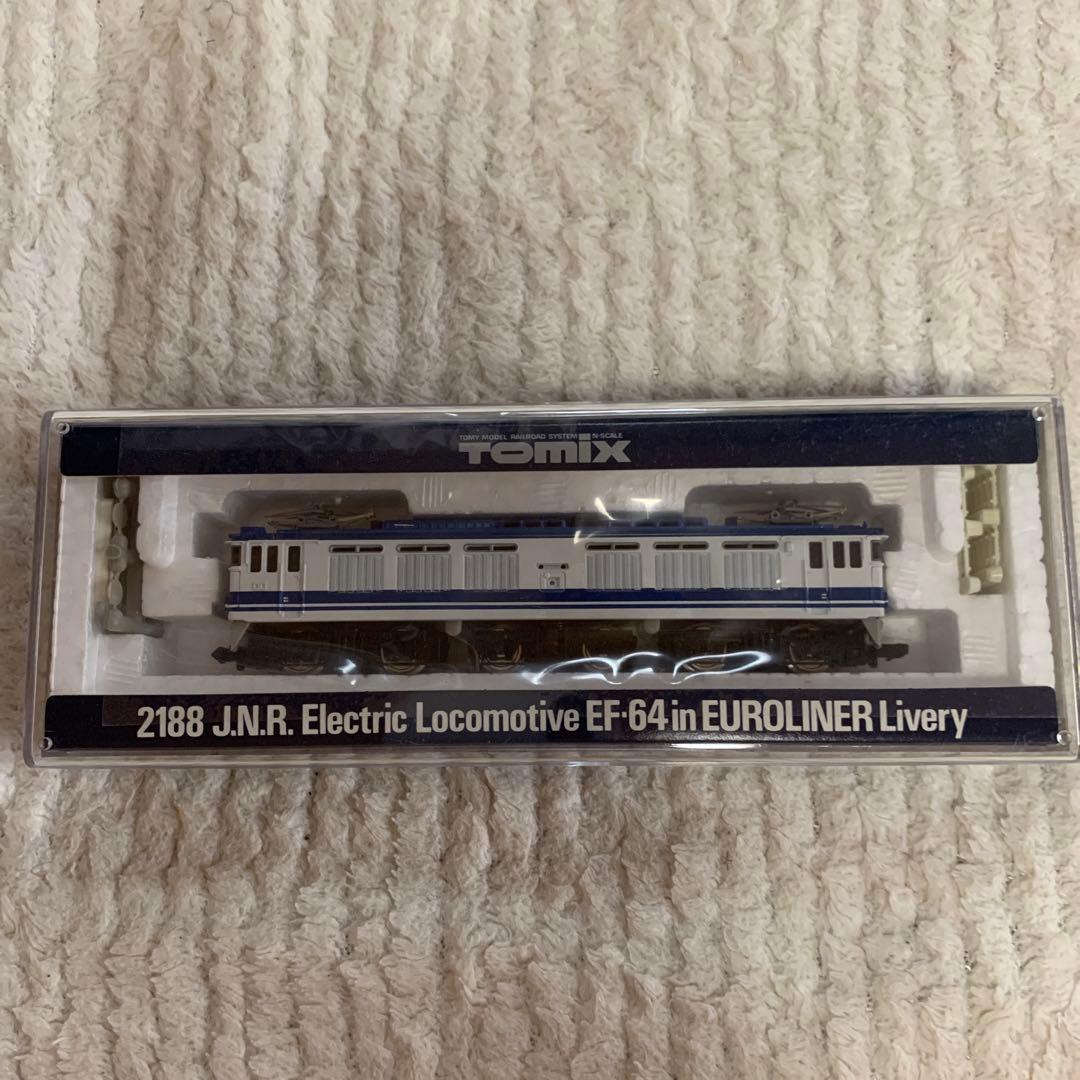 TOMY MODEL RAILROAD SYSTEM N-SCALE
TOMIX
2188 J.N.R. Electric Locomotive EF·64 in EUROLINER Livery